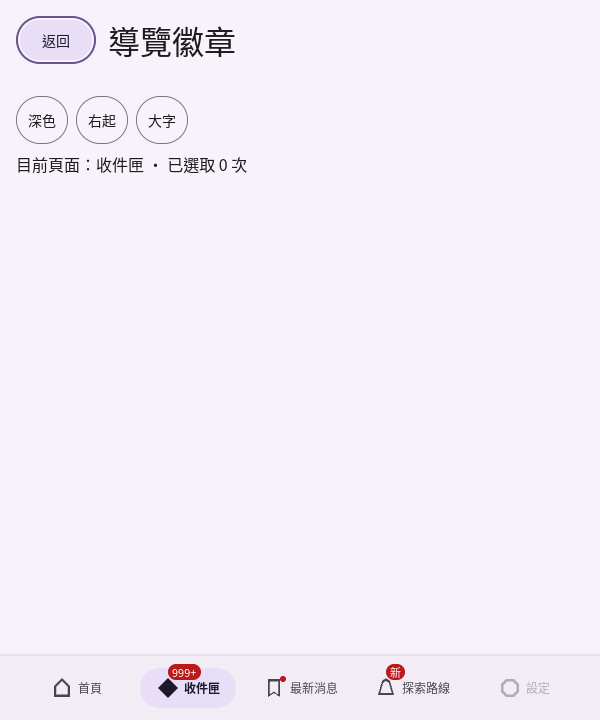 返回 導覽徽章
深色 右起 大字
目前頁面：收件匣 ・ 已選取 0 次
999+ 新
首頁 收件匣 最新消息 探索路線 設定